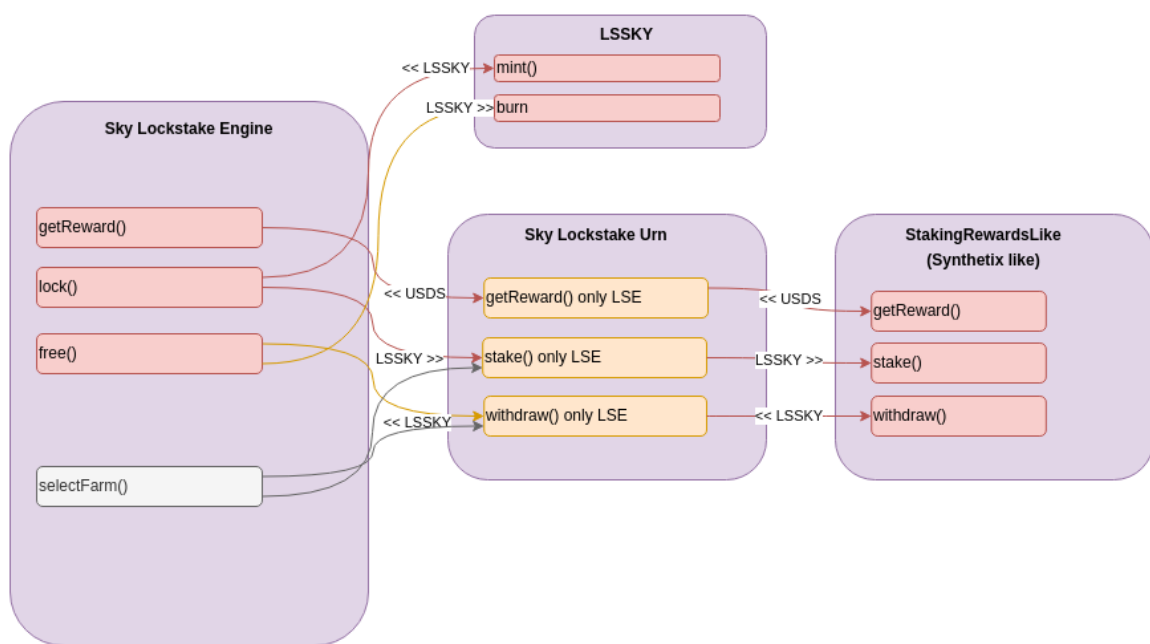 LSSKY
<< LSSKY
mint()
LSSKY >>
burn
Sky Lockstake Engine
getReward()
lock()
free()
selectFarm()
Sky Lockstake Urn
<< USDS
getReward() only LSE
LSSKY >>
stake() only LSE
<< LSSKY
withdraw() only LSE
StakingRewardsLike
(Synthetix like)
<< USDS
getReward()
LSSKY >>
stake()
<< LSSKY
withdraw()